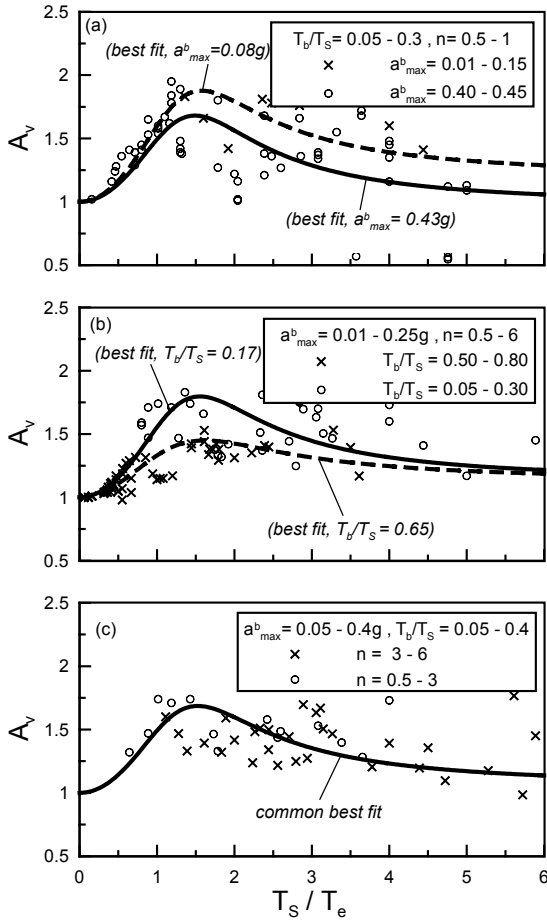 (a)
T_b/T_S = 0.05 - 0.3 , n= 0.5 - 1
× a^b_max = 0.01 - 0.15
○ a^b_max = 0.40 - 0.45
(best fit, a^b_max=0.08g)
(best fit, a^b_max = 0.43g)
2.5
2
1.5
1
0.5
A_v
(b)
a^b_max = 0.01 - 0.25g , n= 0.5 - 6
× T_b/T_S = 0.50 - 0.80
○ T_b/T_S = 0.05 - 0.30
(best fit, T_b/T_S = 0.17)
(best fit, T_b/T_S = 0.65)
2.5
2
1.5
1
0.5
A_v
(c)
a^b_max= 0.05 - 0.4g , T_b/T_S = 0.05 - 0.4
× n = 3 - 6
○ n = 0.5 - 3
common best fit
2.5
2
1.5
1
0.5
A_v
0 1 2 3 4 5 6
T_S / T_e